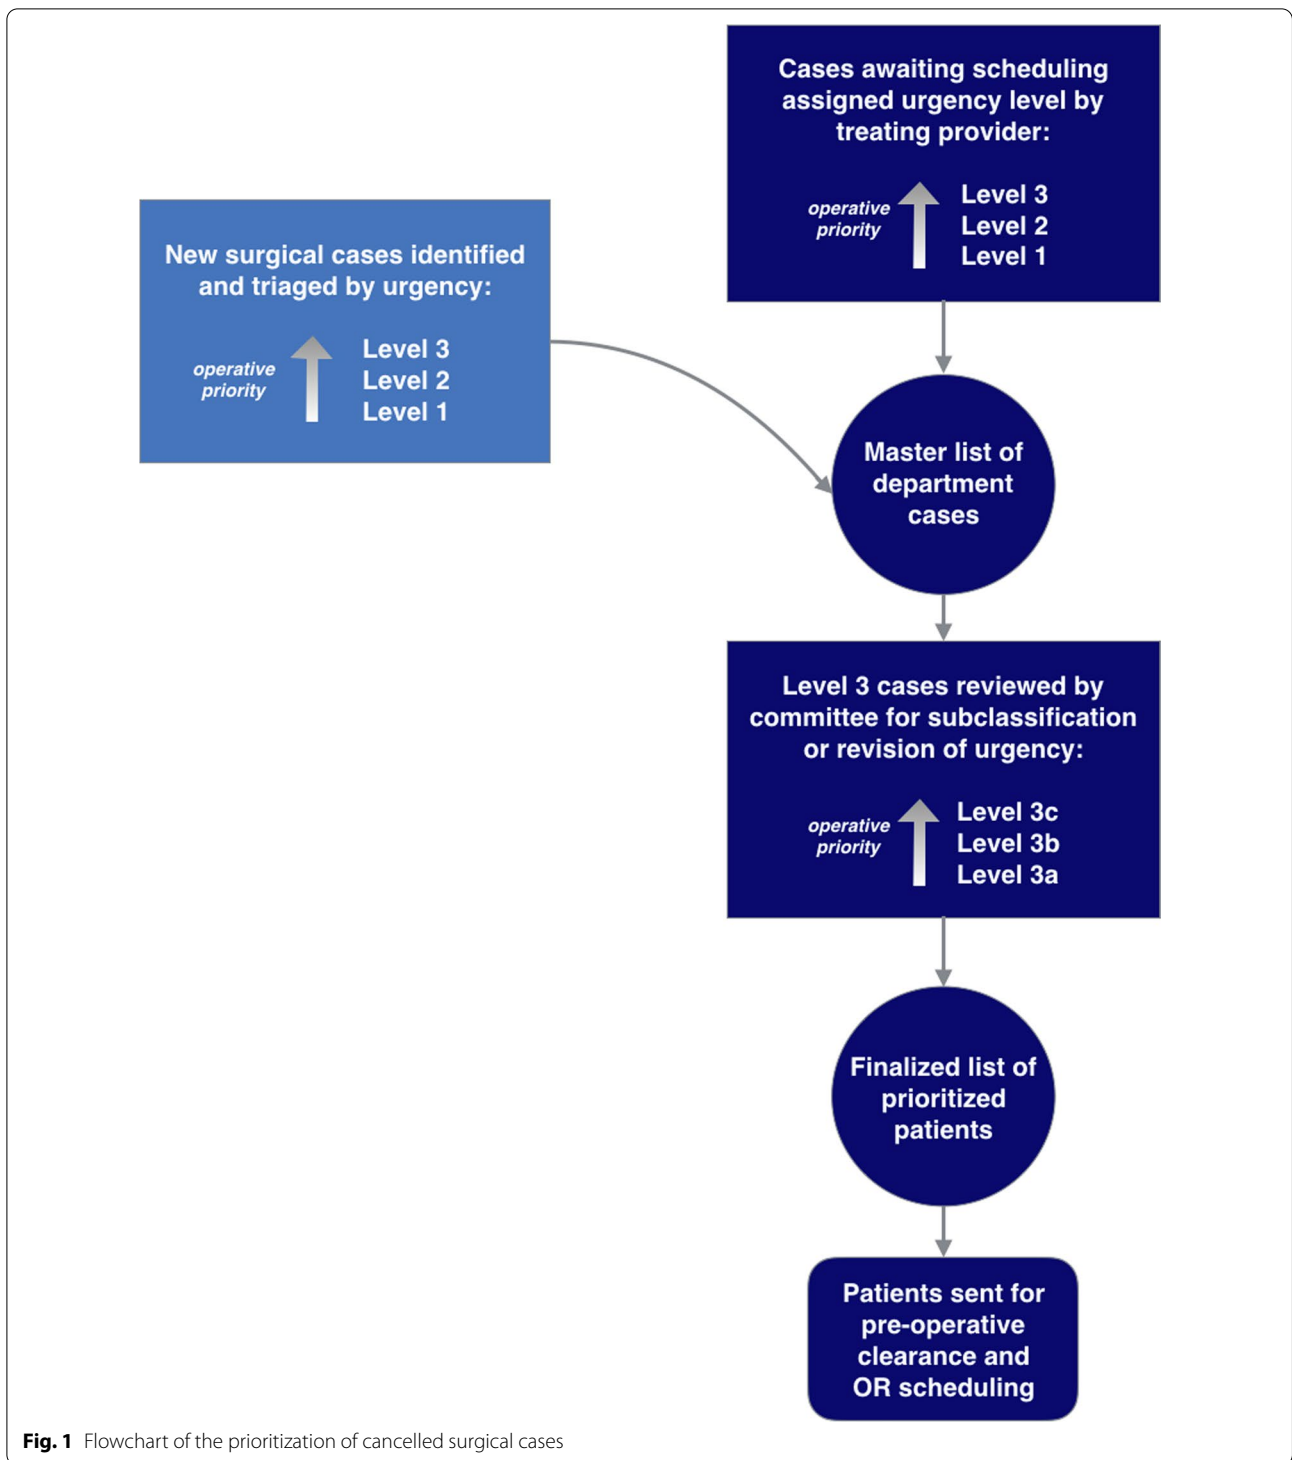 Cases awaiting scheduling
assigned urgency level by
treating provider:
operative
priority
Level 3
Level 2
Level 1
New surgical cases identified
and triaged by urgency:
operative
priority
Level 3
Level 2
Level 1
Master list of
department
cases
Level 3 cases reviewed by
committee for subclassification
or revision of urgency:
operative
priority
Level 3c
Level 3b
Level 3a
Finalized list of
prioritized
patients
Patients sent for
pre-operative
clearance and
OR scheduling
Fig. 1 Flowchart of the prioritization of cancelled surgical cases